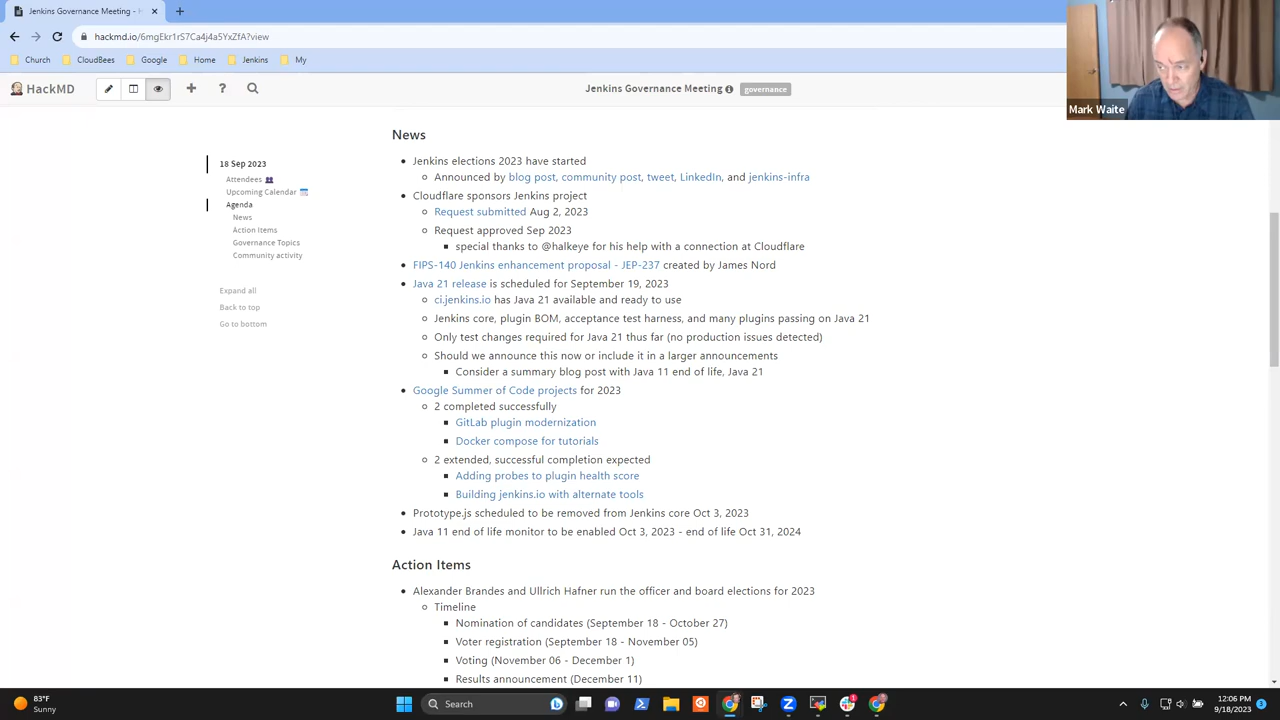 Jenkins Governance Meeting -
hackmd.io/6mgEkr1rS7Ca4j4a5YxZfA?view
Church
CloudBees
Google
Home
Jenkins
My
HackMD
Jenkins Governance Meeting
governance
Mark Waite
18 Sep 2023
Attendees
Upcoming Calendar
Agenda
News
Action Items
Governance Topics
Community activity
Expand all
Back to top
Go to bottom
News
Jenkins elections 2023 have started
Announced by blog post, community post, tweet, LinkedIn, and jenkins-infra
Cloudflare sponsors Jenkins project
Request submitted Aug 2, 2023
Request approved Sep 2023
special thanks to @halkeye for his help with a connection at Cloudflare
FIPS-140 Jenkins enhancement proposal - JEP-237 created by James Nord
Java 21 release is scheduled for September 19, 2023
ci.jenkins.io has Java 21 available and ready to use
Jenkins core, plugin BOM, acceptance test harness, and many plugins passing on Java 21
Only test changes required for Java 21 thus far (no production issues detected)
Should we announce this now or include it in a larger announcements
Consider a summary blog post with Java 11 end of life, Java 21
Google Summer of Code projects for 2023
2 completed successfully
GitLab plugin modernization
Docker compose for tutorials
2 extended, successful completion expected
Adding probes to plugin health score
Building jenkins.io with alternate tools
Prototype.js scheduled to be removed from Jenkins core Oct 3, 2023
Java 11 end of life monitor to be enabled Oct 3, 2023 - end of life Oct 31, 2024
Action Items
Alexander Brandes and Ullrich Hafner run the officer and board elections for 2023
Timeline
Nomination of candidates (September 18 - October 27)
Voter registration (September 18 - November 05)
Voting (November 06 - December 1)
Results announcement (December 11)
83°F
Sunny
Search
12:06 PM
9/18/2023